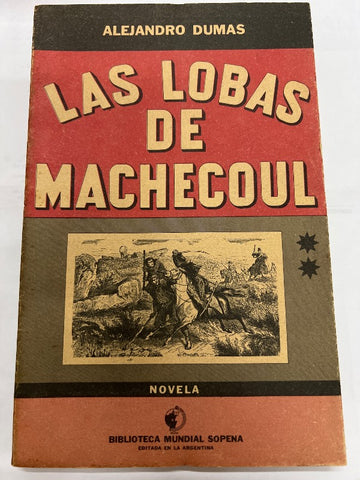 ALEJANDRO DUMAS
LAS LOBAS
DE
MACHECOUL
NOVELA
BIBLIOTECA MUNDIAL SOPENA
EDITADA EN LA ARGENTINA